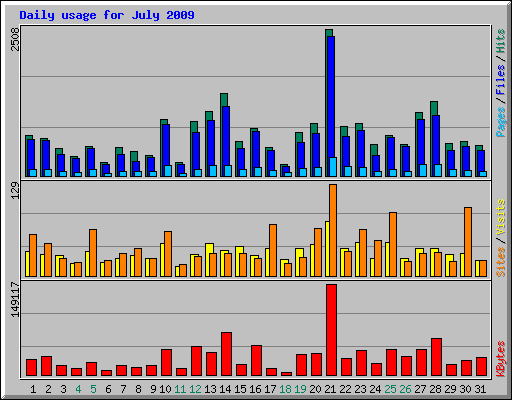 Daily usage for July 2009
2508
Pages / Files / Hits
129
Sites / Visits
149117
KBytes
1 2 3 4 5 6 7 8 9 10 11 12 13 14 15 16 17 18 19 20 21 22 23 24 25 26 27 28 29 30 31